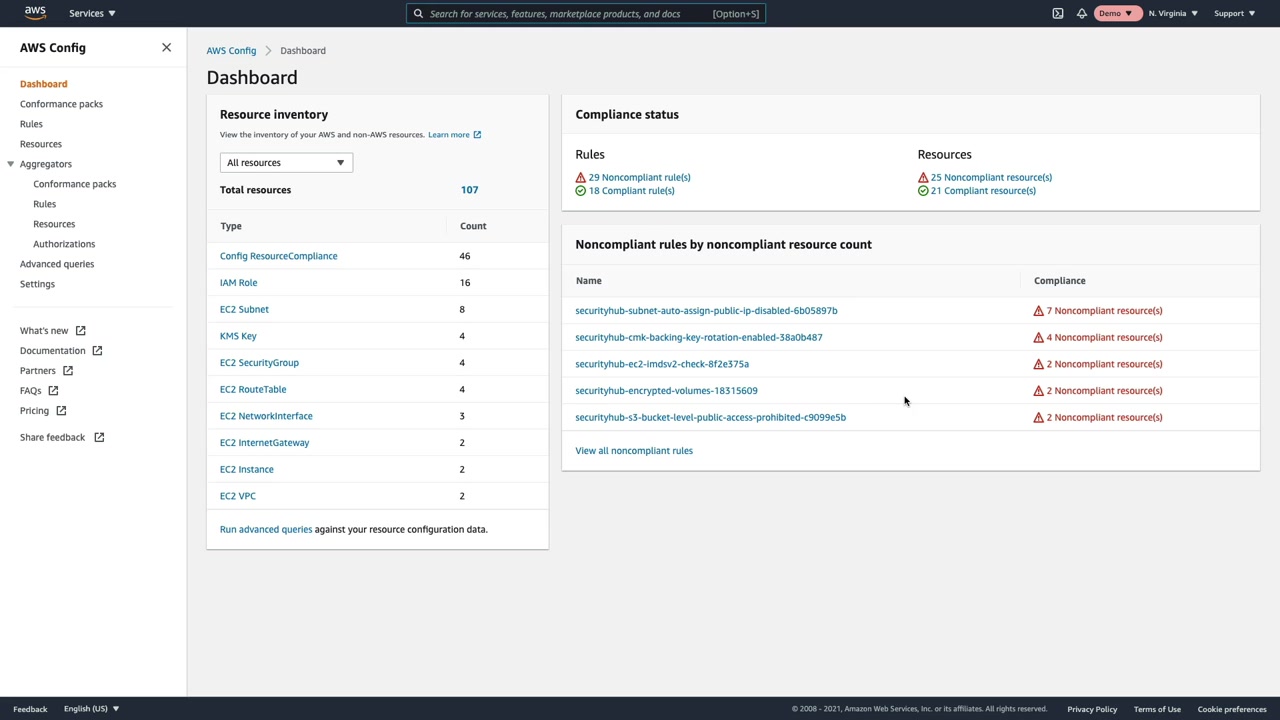 aws Services Search for services, features, marketplace products, and docs [Option+S] Demo N. Virginia Support
AWS Config
Dashboard
Conformance packs
Rules
Resources
Aggregators
Conformance packs
Rules
Resources
Authorizations
Advanced queries
Settings
What's new
Documentation
Partners
FAQs
Pricing
Share feedback
AWS Config Dashboard
Dashboard
Resource inventory
View the inventory of your AWS and non-AWS resources. Learn more
All resources
Total resources 107
Type Count
Config ResourceCompliance 46
IAM Role 16
EC2 Subnet 8
KMS Key 4
EC2 SecurityGroup 4
EC2 RouteTable 4
EC2 NetworkInterface 3
EC2 InternetGateway 2
EC2 Instance 2
EC2 VPC 2
Run advanced queries against your resource configuration data.
Compliance status
Rules Resources
29 Noncompliant rule(s) 25 Noncompliant resource(s)
18 Compliant rule(s) 21 Compliant resource(s)
Noncompliant rules by noncompliant resource count
Name Compliance
securityhub-subnet-auto-assign-public-ip-disabled-6b05897b 7 Noncompliant resource(s)
securityhub-cmk-backing-key-rotation-enabled-38a0b487 4 Noncompliant resource(s)
securityhub-ec2-imdsv2-check-8f2e375a 2 Noncompliant resource(s)
securityhub-encrypted-volumes-18315609 2 Noncompliant resource(s)
securityhub-s3-bucket-level-public-access-prohibited-c9099e5b 2 Noncompliant resource(s)
View all noncompliant rules
Feedback English (US) © 2008 - 2021, Amazon Web Services, Inc. or its affiliates. All rights reserved. Privacy Policy Terms of Use Cookie preferences